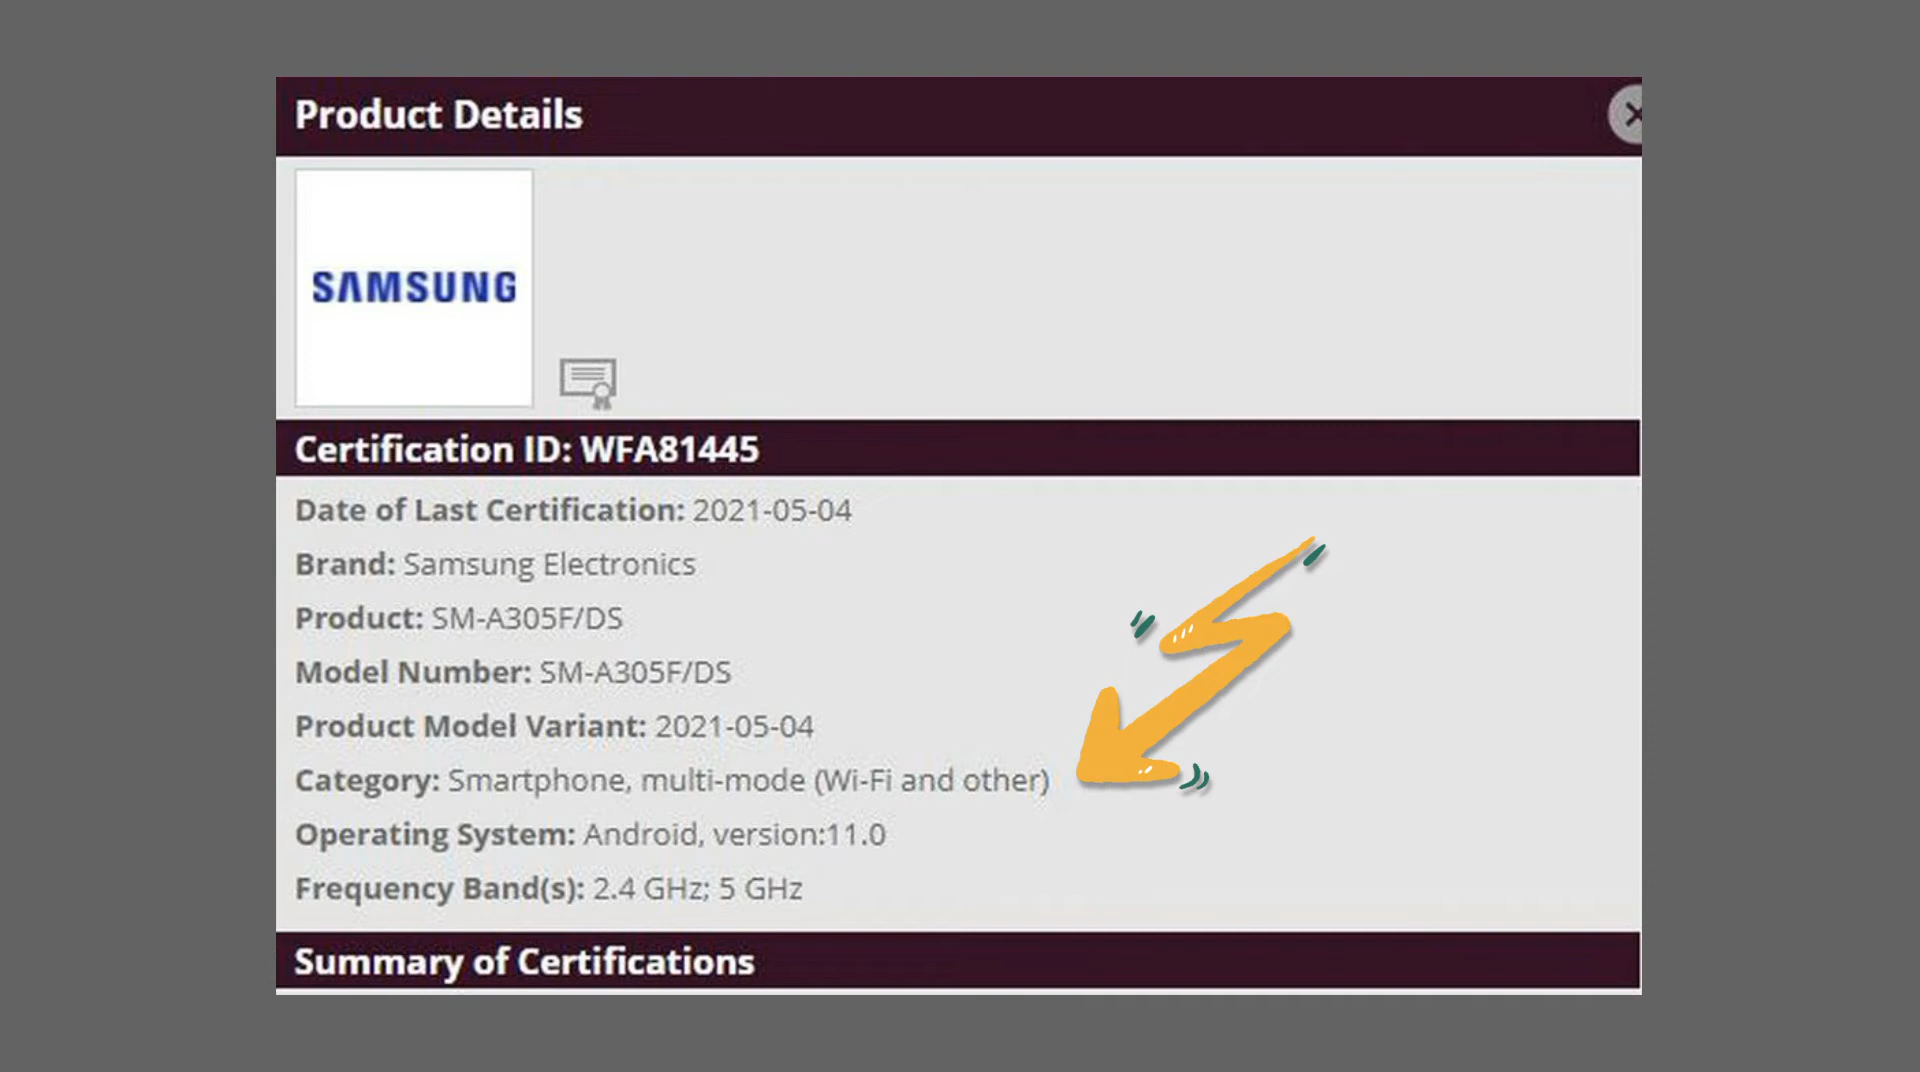 Product Details
SAMSUNG
Certification ID: WFA81445
Date of Last Certification: 2021-05-04
Brand: Samsung Electronics
Product: SM-A305F/DS
Model Number: SM-A305F/DS
Product Model Variant: 2021-05-04
Category: Smartphone, multi-mode (Wi-Fi and other)
Operating System: Android, version:11.0
Frequency Band(s): 2.4 GHz; 5 GHz
Summary of Certifications